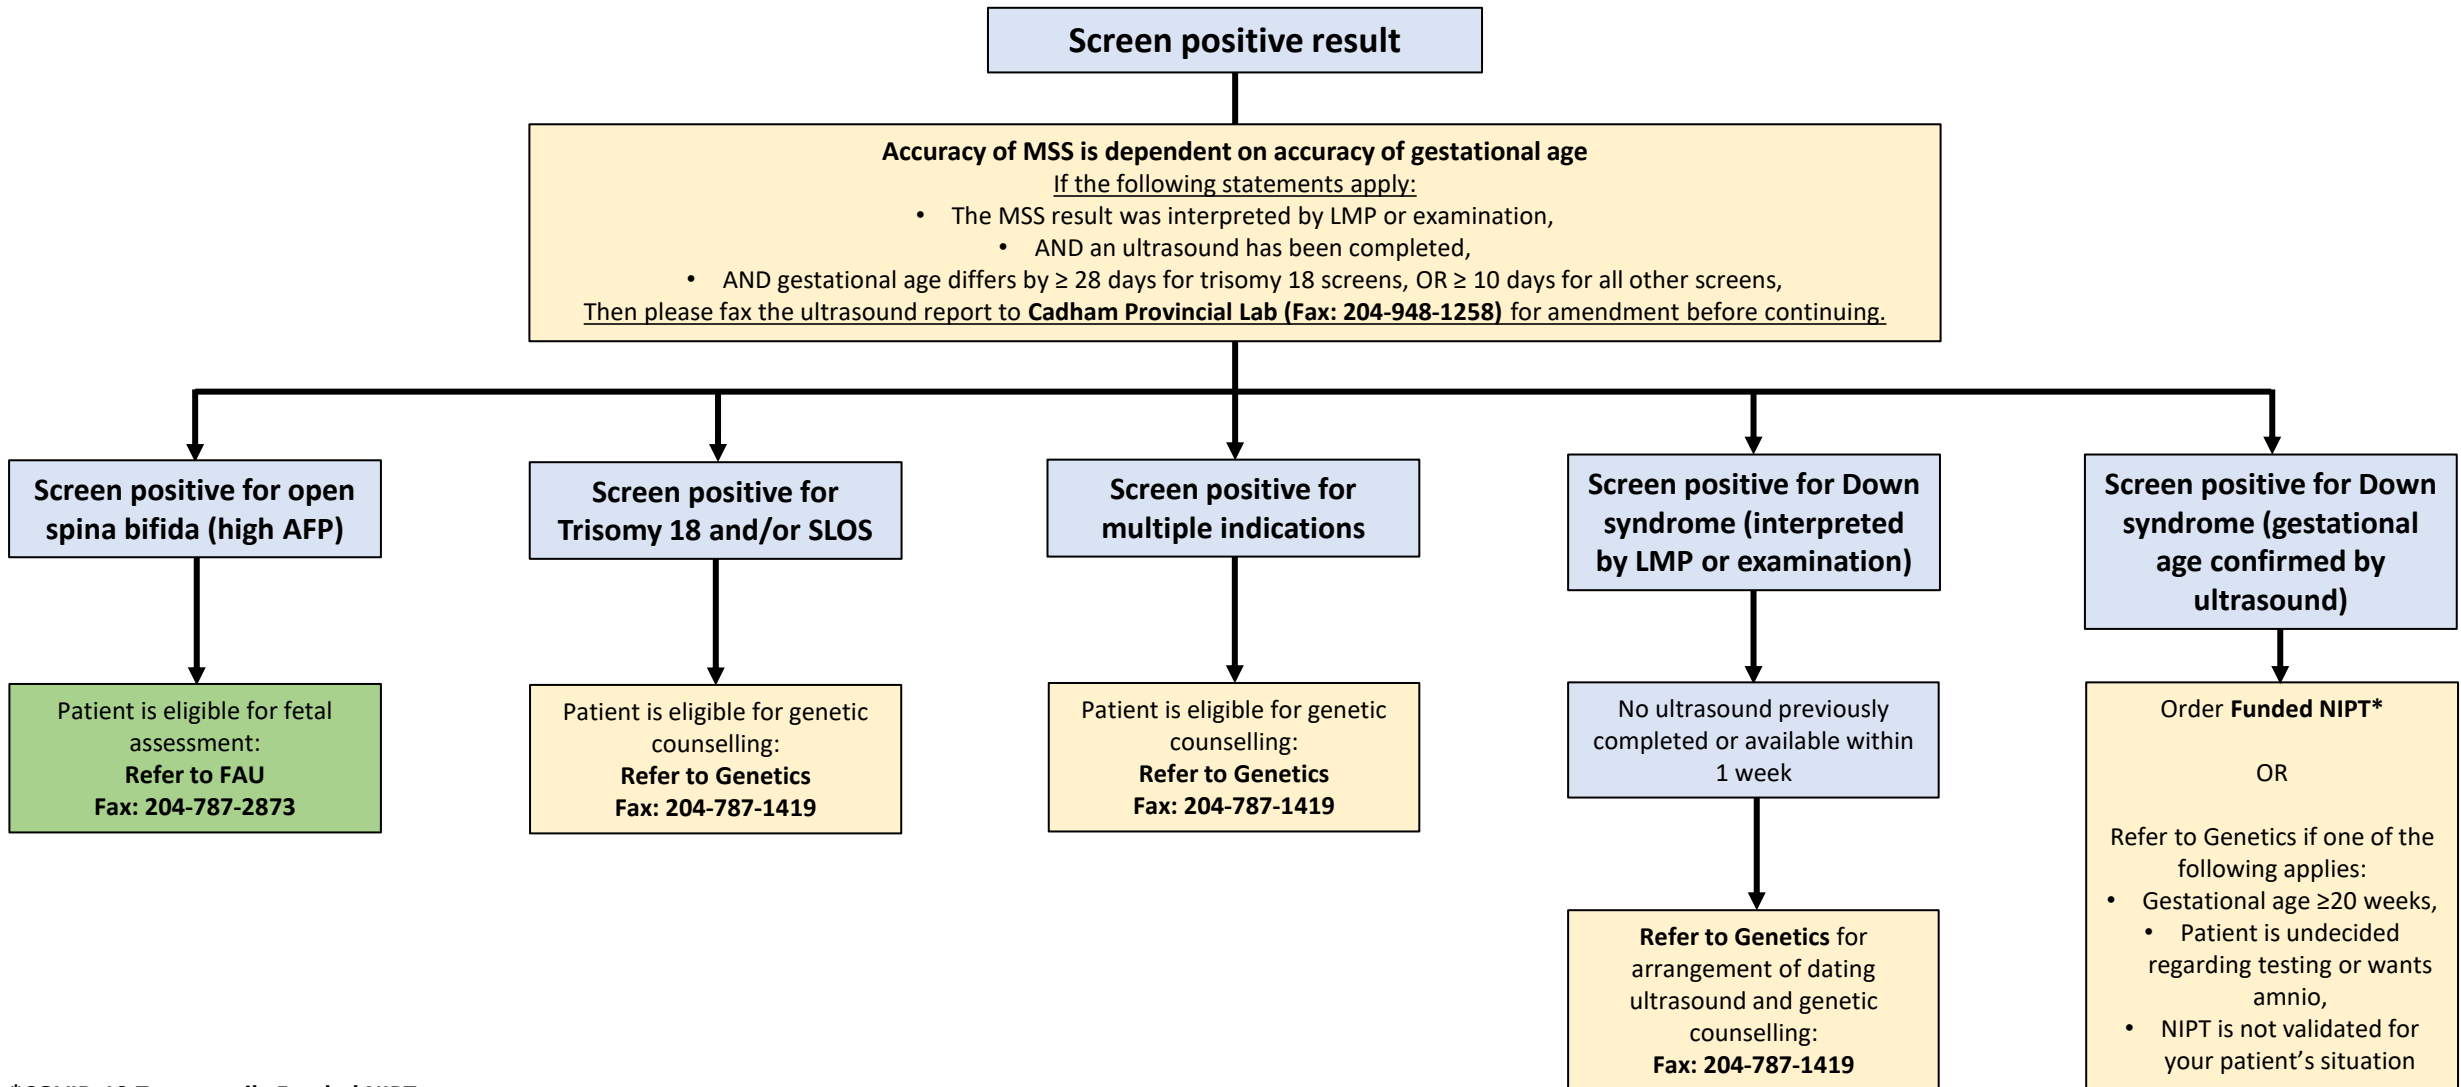 Screen positive result
Accuracy of MSS is dependent on accuracy of gestational age
If the following statements apply:
• The MSS result was interpreted by LMP or examination,
• AND an ultrasound has been completed,
• AND gestational age differs by ≥ 28 days for trisomy 18 screens, OR ≥ 10 days for all other screens,
Then please fax the ultrasound report to Cadham Provincial Lab (Fax: 204-948-1258) for amendment before continuing.
Screen positive for open
spina bifida (high AFP)
Patient is eligible for fetal
assessment:
Refer to FAU
Fax: 204-787-2873
Screen positive for
Trisomy 18 and/or SLOS
Patient is eligible for genetic
counselling:
Refer to Genetics
Fax: 204-787-1419
Screen positive for
multiple indications
Patient is eligible for genetic
counselling:
Refer to Genetics
Fax: 204-787-1419
Screen positive for Down
syndrome (interpreted
by LMP or examination)
No ultrasound previously
completed or available within
1 week
Refer to Genetics for
arrangement of dating
ultrasound and genetic
counselling:
Fax: 204-787-1419
Screen positive for Down
syndrome (gestational
age confirmed by
ultrasound)
Order Funded NIPT*
OR
Refer to Genetics if one of the
following applies:
• Gestational age ≥20 weeks,
• Patient is undecided
regarding testing or wants
amnio,
• NIPT is not validated for
your patient's situation